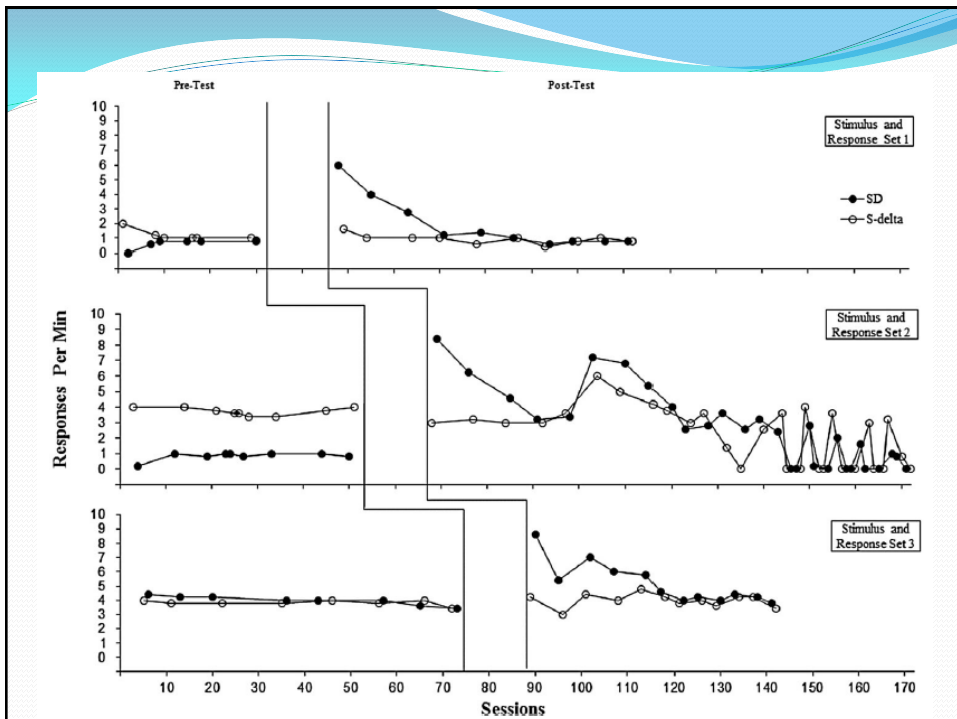 Pre-Test Post-Test
10
9
8
7
6
5
4
3
2
1
0
Stimulus and
Response Set 1
SD
S-delta
Responses Per Min
10
9
8
7
6
5
4
3
2
1
0
Stimulus and
Response Set 2
10
9
8
7
6
5
4
3
2
1
0
Stimulus and
Response Set 3
10 20 30 40 50 60 70 80 90 100 110 120 130 140 150 160 170
Sessions